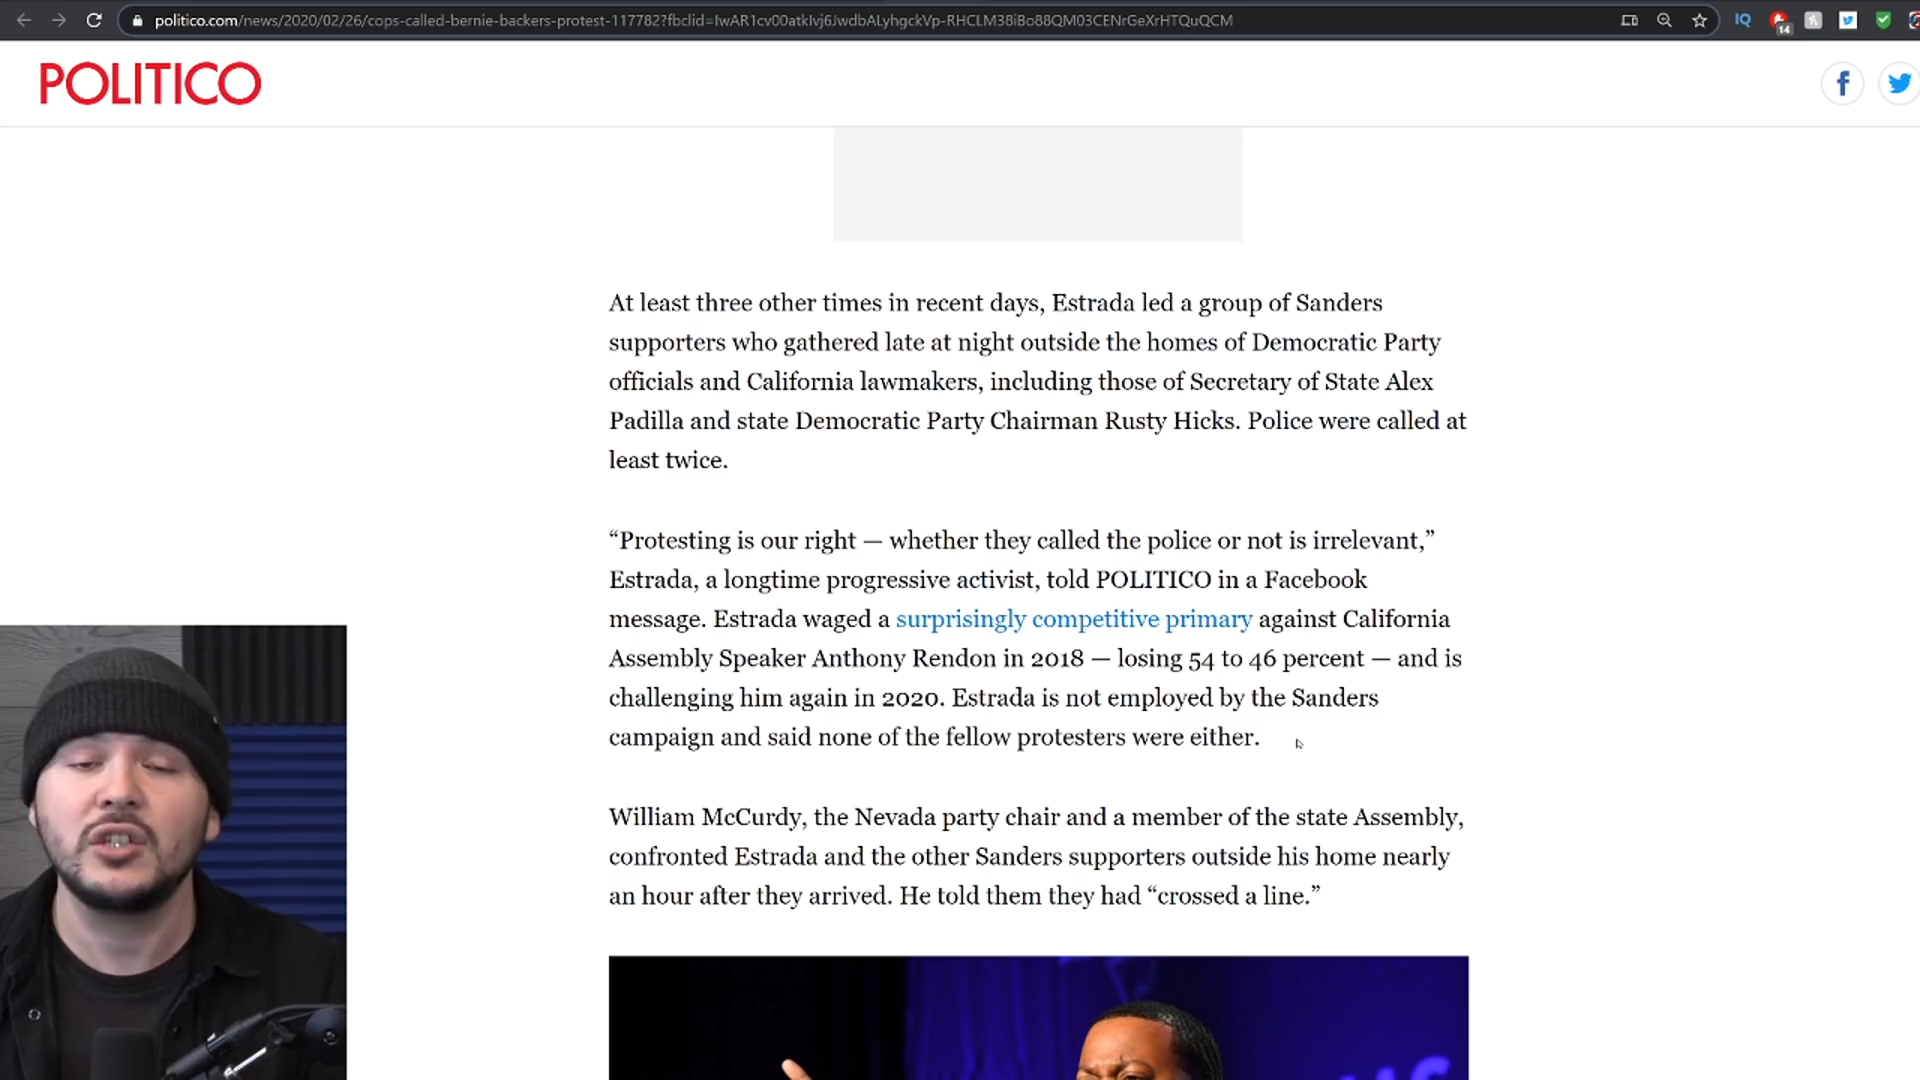 politico.com/news/2020/02/26/cops-called-bernie-backers-protest-117782?fbclid=IwAR1cv00atkIvj6JwdbALyhgckVp-RHCLM38iBo88QM03CENrGeXrHTQuQCM
IQ
14
POLITICO
At least three other times in recent days, Estrada led a group of Sanders
supporters who gathered late at night outside the homes of Democratic Party
officials and California lawmakers, including those of Secretary of State Alex
Padilla and state Democratic Party Chairman Rusty Hicks. Police were called at
least twice.
“Protesting is our right — whether they called the police or not is irrelevant,”
Estrada, a longtime progressive activist, told POLITICO in a Facebook
message. Estrada waged a surprisingly competitive primary against California
Assembly Speaker Anthony Rendon in 2018 — losing 54 to 46 percent — and is
challenging him again in 2020. Estrada is not employed by the Sanders
campaign and said none of the fellow protesters were either.
William McCurdy, the Nevada party chair and a member of the state Assembly,
confronted Estrada and the other Sanders supporters outside his home nearly
an hour after they arrived. He told them they had “crossed a line.”